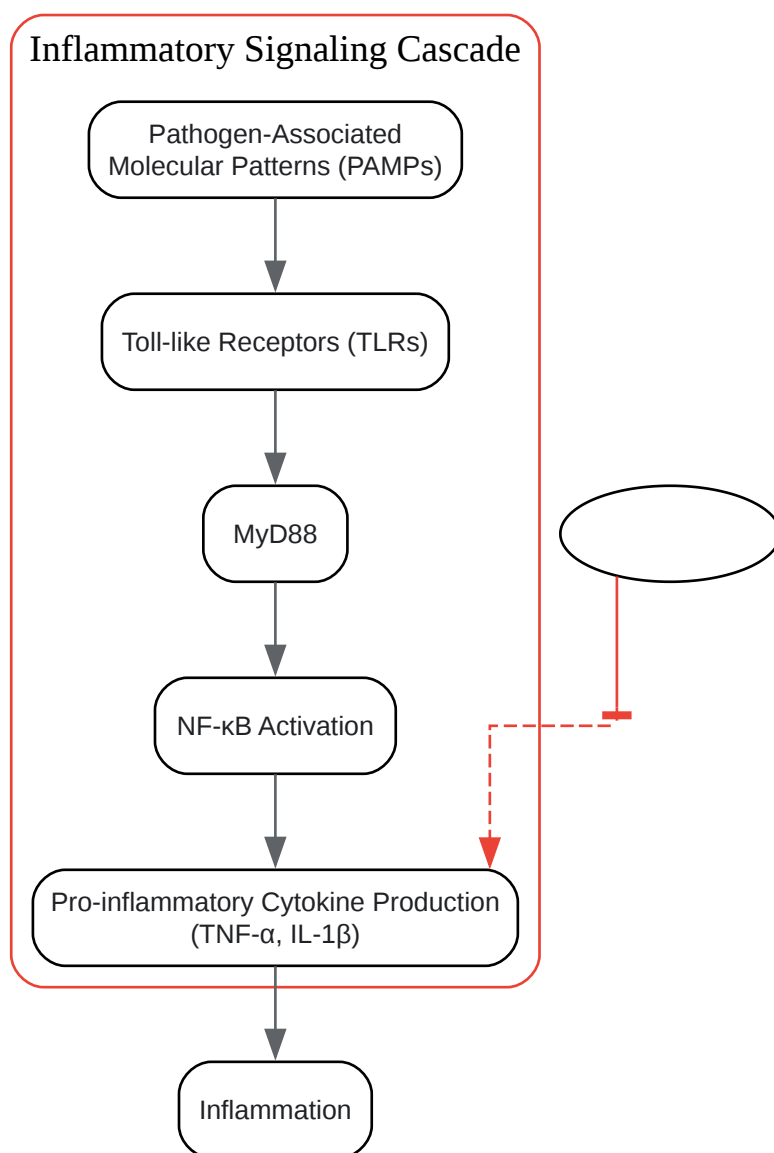 Inflammatory Signaling Cascade
Pathogen-Associated
Molecular Patterns (PAMPs)
Toll-like Receptors (TLRs)
MyD88
NF-κB Activation
Pro-inflammatory Cytokine Production
(TNF-α, IL-1β)
Inflammation